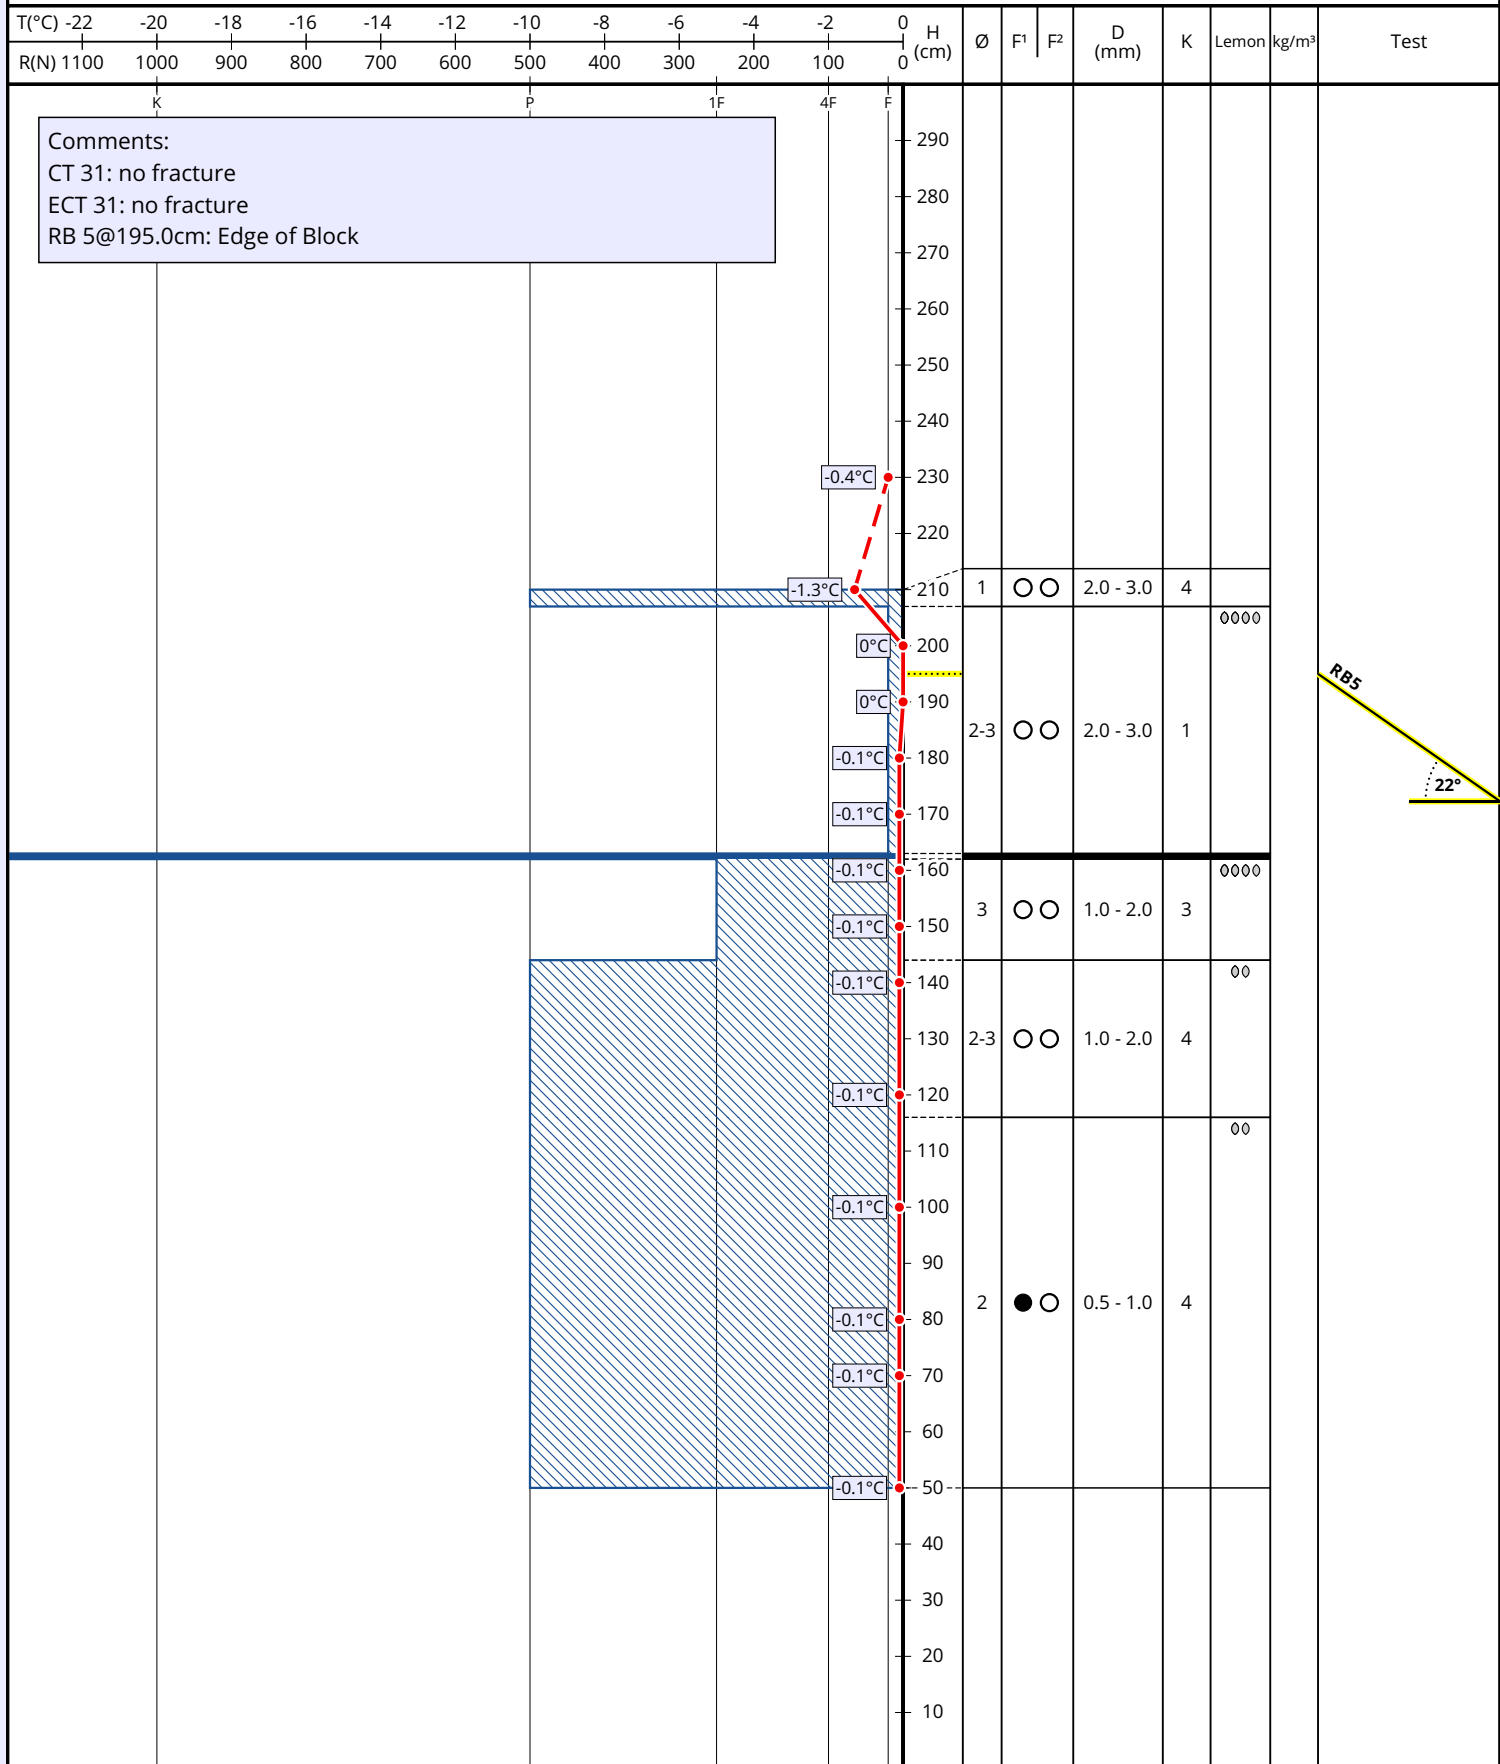 T(°C) -22 -20 -18 -16 -14 -12 -10 -8 -6 -4 -2 0
R(N) 1100 1000 900 800 700 600 500 400 300 200 100 0
H (cm) Ø F¹ F² D (mm) K Lemon kg/m³ Test
K P 1F 4F F
Comments:
CT 31: no fracture
ECT 31: no fracture
RB 5@195.0cm: Edge of Block
290
280
270
260
250
240
-0.4°C 230
220
-1.3°C 210 1 2.0 - 3.0 4
0°C 200
RB5
0°C 190
2-3 2.0 - 3.0 1
-0.1°C 180
22°
-0.1°C 170
-0.1°C 160
3 1.0 - 2.0 3
-0.1°C 150
-0.1°C 140
130 2-3 1.0 - 2.0 4
-0.1°C 120
110
-0.1°C 100
90
2 0.5 - 1.0 4
-0.1°C 80
-0.1°C 70
60
-0.1°C 50
40
30
20
10